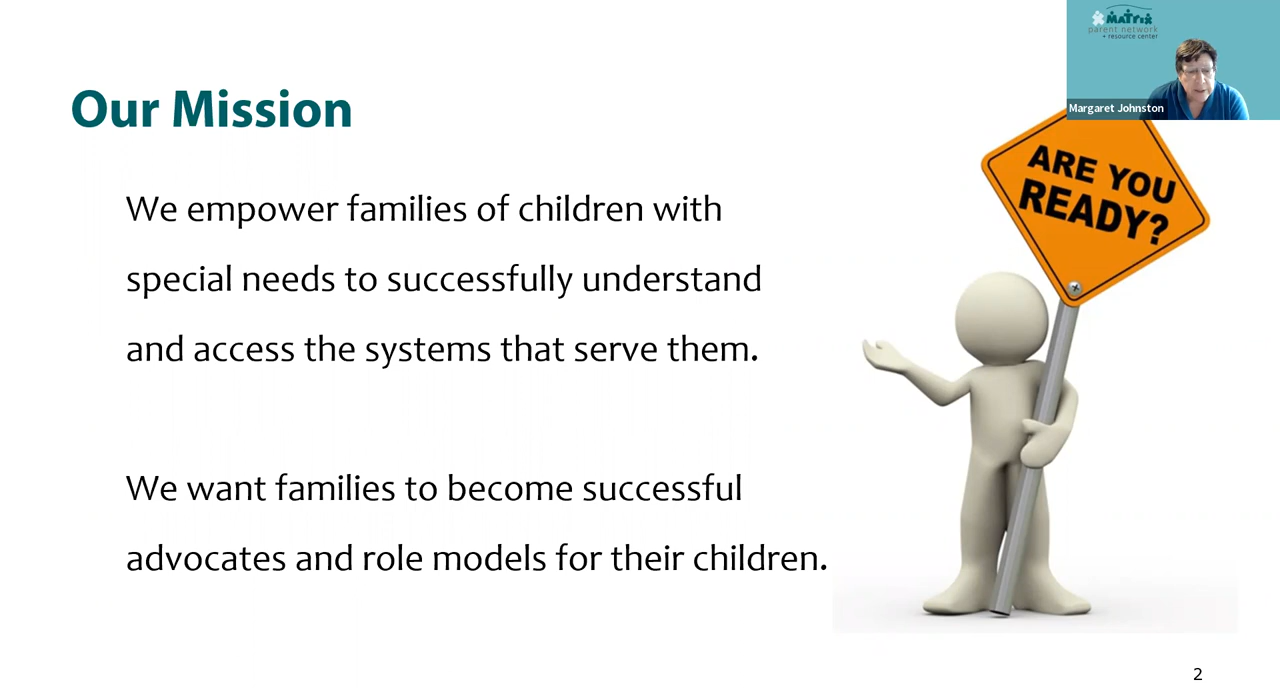 MATRIX
parent network
+ resource center
Margaret Johnston
Our Mission
ARE YOU
READY?
We empower families of children with
special needs to successfully understand
and access the systems that serve them.
We want families to become successful
advocates and role models for their children.
2